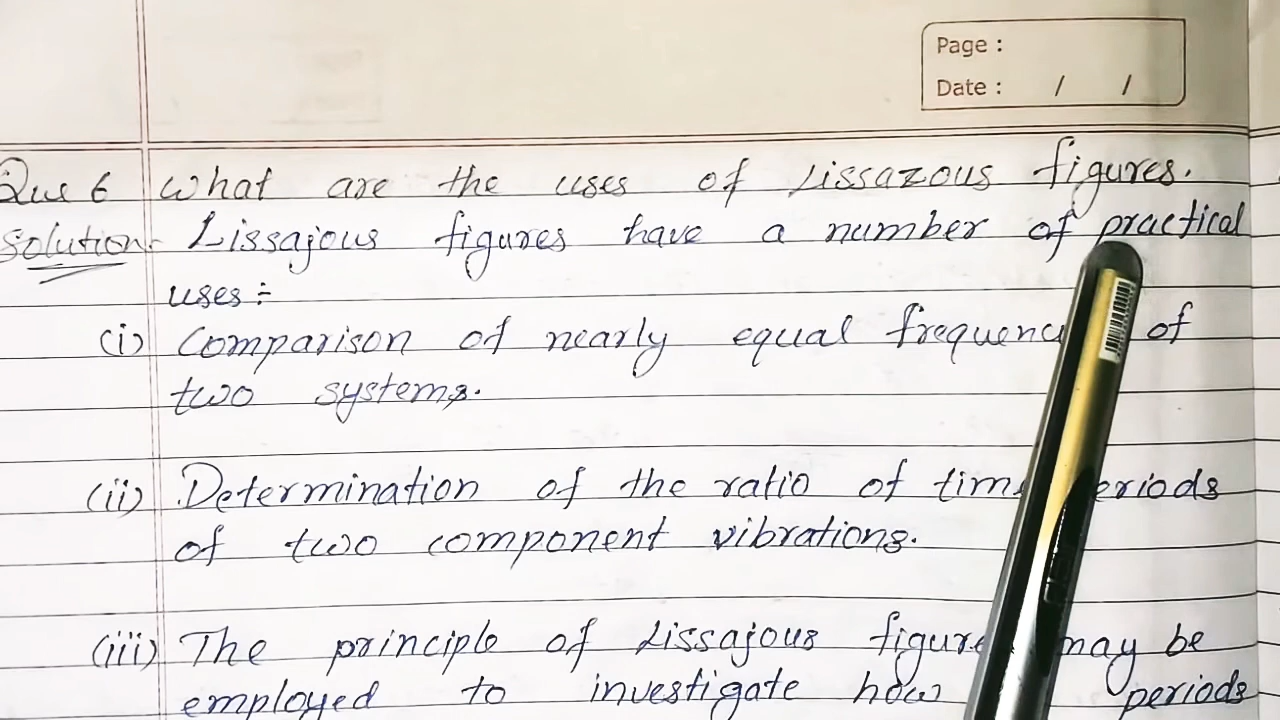 Page :
Date : / /
Que 6 what are the uses of Lissazous figures.
Solution:- Lissajous figures have a number of practical
uses :-
(i) Comparison of nearly equal frequenc of
two systems.
(ii) Determination of the ratio of time periods
of two component vibrations.
(iii) The principle of Lissajous figure may be
employed to investigate how periods